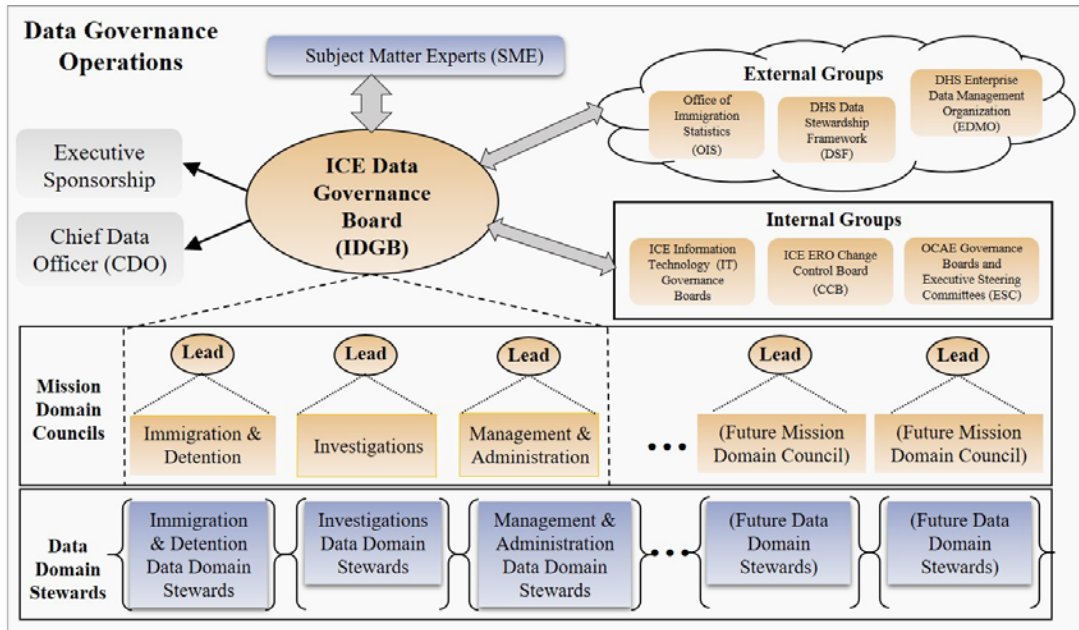 Data Governance
Operations
Subject Matter Experts (SME)
External Groups
Office of
Immigration
Statistics
(OIS)
DHS Data
Stewardship
Framework
(DSF)
DHS Enterprise
Data Management
Organization
(EDMO)
Executive
Sponsorship
Chief Data
Officer (CDO)
ICE Data
Governance
Board
(IDGB)
Internal Groups
ICE Information
Technology (IT)
Governance
Boards
ICE ERO Change
Control Board
(CCB)
OCAE Governance
Boards and
Executive Steering
Committees (ESC)
Mission
Domain
Councils
Lead
Lead
Lead
Lead
Lead
Immigration &
Detention
Investigations
Management &
Administration
•••
(Future Mission
Domain Council)
(Future Mission
Domain Council)
Data
Domain
Stewards
Immigration
& Detention
Data Domain
Stewards
Investigations
Data Domain
Stewards
Management &
Administration
Data Domain
Stewards
•••
(Future Data
Domain
Stewards)
(Future Data
Domain
Stewards)